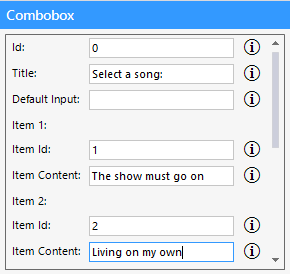 Combobox
Id: 0
Title: Select a song:
Default Input:
Item 1:
Item Id: 1
Item Content: The show must go on
Item 2:
Item Id: 2
Item Content: Living on my own